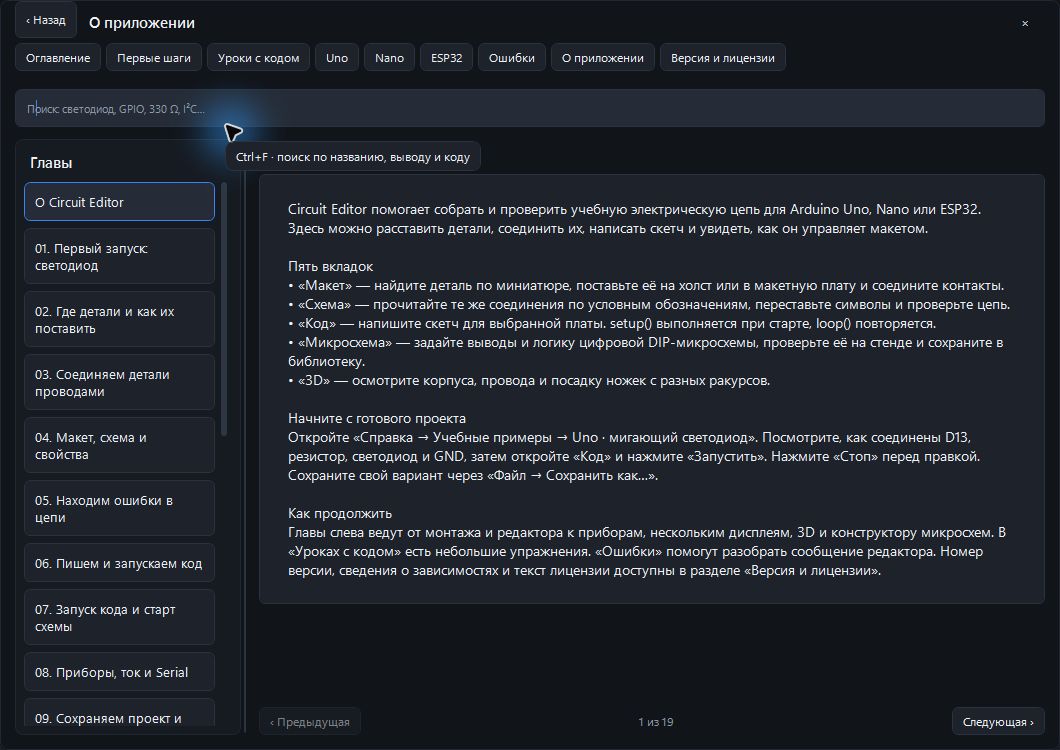 ‹ Назад
О приложении
×
Оглавление
Первые шаги
Уроки с кодом
Uno
Nano
ESP32
Ошибки
О приложении
Версия и лицензии
Поиск: светодиод, GPIO, 330 Ω, I²C...
Ctrl+F · поиск по названию, выводу и коду
Главы
О Circuit Editor
01. Первый запуск:
светодиод
02. Где детали и как их
поставить
03. Соединяем детали
проводами
04. Макет, схема и
свойства
05. Находим ошибки в
цепи
06. Пишем и запускаем код
07. Запуск кода и старт
схемы
08. Приборы, ток и Serial
09. Сохраняем проект и
Circuit Editor помогает собрать и проверить учебную электрическую цепь для Arduino Uno, Nano или ESP32.
Здесь можно расставить детали, соединить их, написать скетч и увидеть, как он управляет макетом.
Пять вкладок
• «Макет» — найдите деталь по миниатюре, поставьте её на холст или в макетную плату и соедините контакты.
• «Схема» — прочитайте те же соединения по условным обозначениям, переставьте символы и проверьте цепь.
• «Код» — напишите скетч для выбранной платы. setup() выполняется при старте, loop() повторяется.
• «Микросхема» — задайте выводы и логику цифровой DIP-микросхемы, проверьте её на стенде и сохраните в
библиотеку.
• «3D» — осмотрите корпуса, провода и посадку ножек с разных ракурсов.
Начните с готового проекта
Откройте «Справка → Учебные примеры → Uno · мигающий светодиод». Посмотрите, как соединены D13,
резистор, светодиод и GND, затем откройте «Код» и нажмите «Запустить». Нажмите «Стоп» перед правкой.
Сохраните свой вариант через «Файл → Сохранить как...».
Как продолжить
Главы слева ведут от монтажа и редактора к приборам, нескольким дисплеям, 3D и конструктору микросхем. В
«Уроках с кодом» есть небольшие упражнения. «Ошибки» помогут разобрать сообщение редактора. Номер
версии, сведения о зависимостях и текст лицензии доступны в разделе «Версия и лицензии».
‹ Предыдущая
1 из 19
Следующая ›